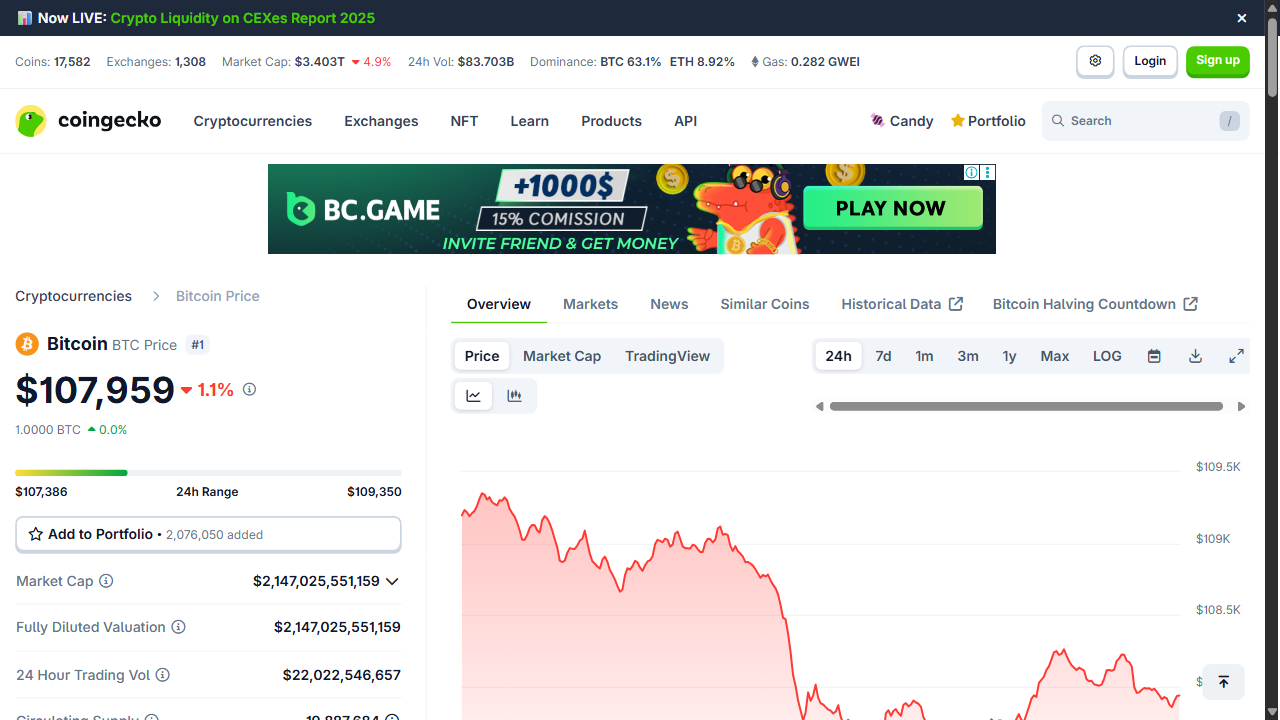 Now LIVE: Crypto Liquidity on CEXes Report 2025
Coins: 17,582 Exchanges: 1,308 Market Cap: $3.403T 4.9% 24h Vol: $83.703B Dominance: BTC 63.1% ETH 8.92% Gas: 0.282 GWEI
Login
Sign up
coingecko
Cryptocurrencies Exchanges NFT Learn Products API
Candy Portfolio
Search /
BC.GAME
+1000$
15% COMISSION
INVITE FRIEND & GET MONEY
PLAY NOW
Cryptocurrencies > Bitcoin Price
Bitcoin BTC Price #1
$107,959 1.1%
1.0000 BTC 0.0%
$107,386 24h Range $109,350
Add to Portfolio • 2,076,050 added
Market Cap $2,147,025,551,159
Fully Diluted Valuation $2,147,025,551,159
24 Hour Trading Vol $22,022,546,657
Circulating Supply 19,887,684
Overview Markets News Similar Coins Historical Data Bitcoin Halving Countdown
Price Market Cap TradingView
24h 7d 1m 3m 1y Max LOG
$109.5K
$109K
$108.5K